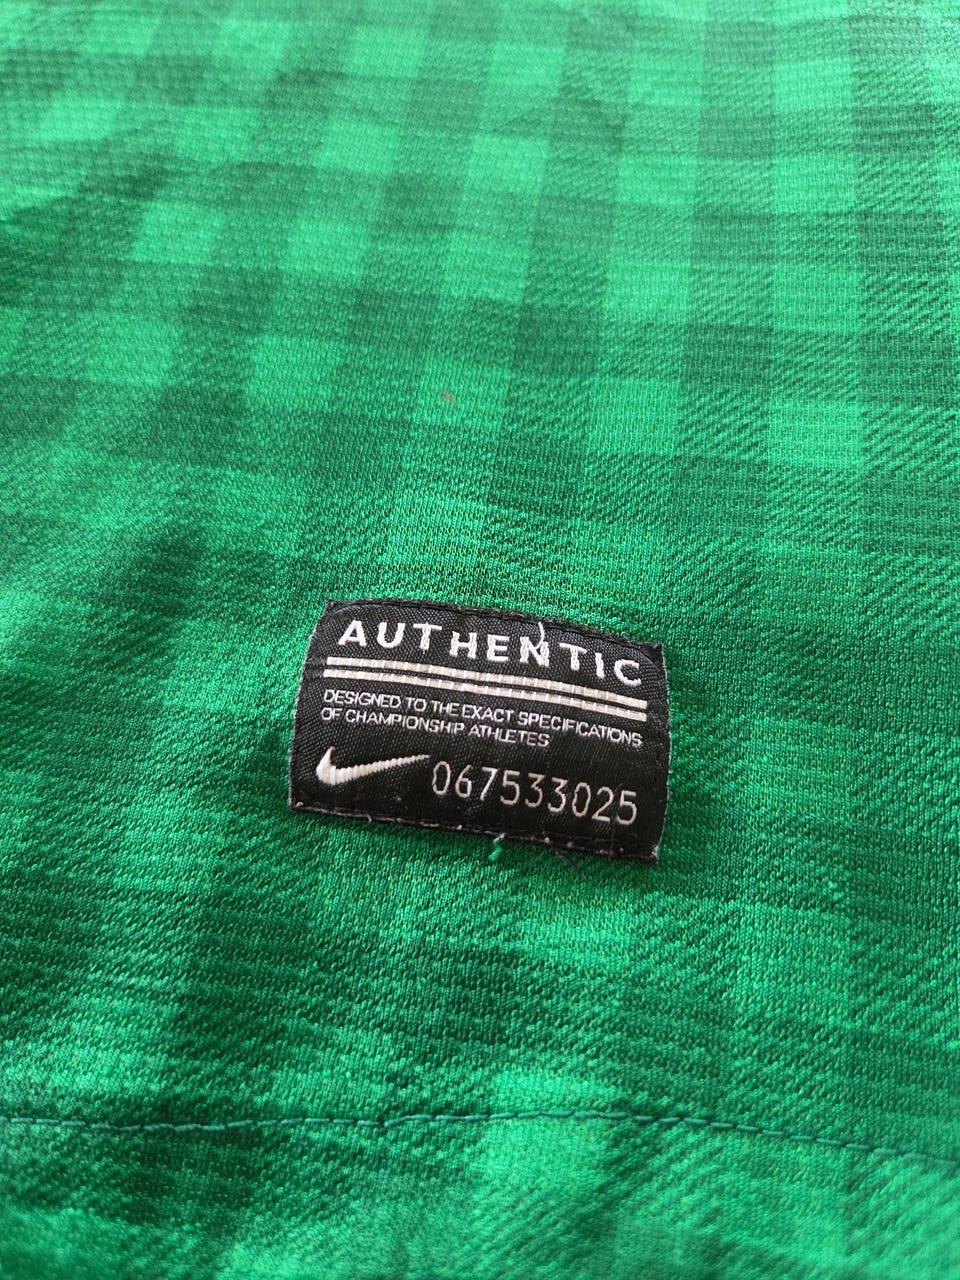 AUTHENTIC
DESIGNED TO THE EXACT SPECIFICATIONS
OF CHAMPIONSHIP ATHLETES
067533025